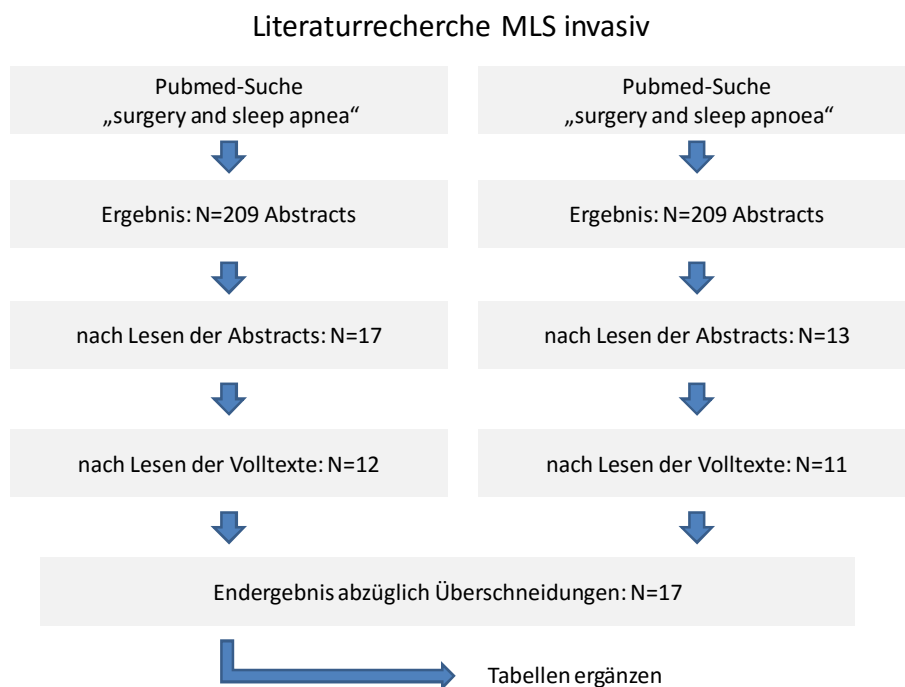 Literaturrecherche MLS invasiv
Pubmed-Suche
„surgery and sleep apnea“
Pubmed-Suche
„surgery and sleep apnoea“
Ergebnis: N=209 Abstracts
Ergebnis: N=209 Abstracts
nach Lesen der Abstracts: N=17
nach Lesen der Abstracts: N=13
nach Lesen der Volltexte: N=12
nach Lesen der Volltexte: N=11
Endergebnis abzüglich Überschneidungen: N=17
Tabellen ergänzen